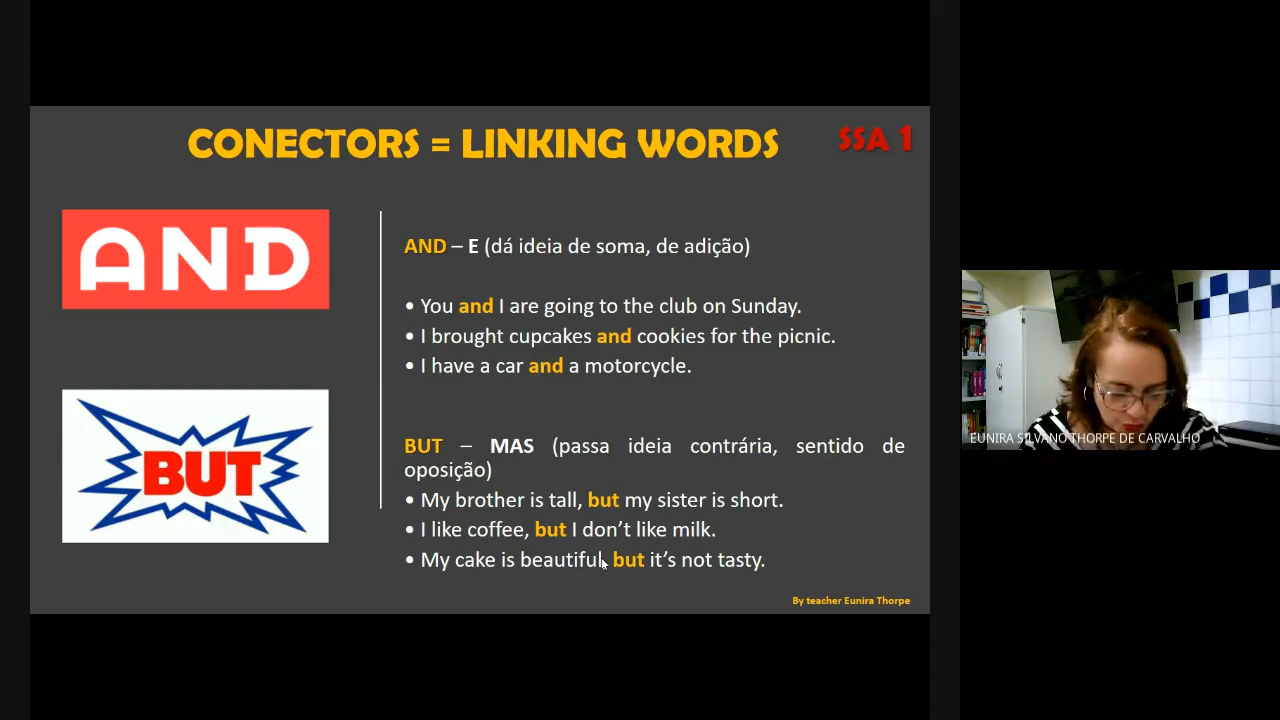 CONECTORS = LINKING WORDS
SSA 1
AND
AND – E (dá ideia de soma, de adição)
• You and I are going to the club on Sunday.
• I brought cupcakes and cookies for the picnic.
• I have a car and a motorcycle.
BUT
BUT – MAS (passa ideia contrária, sentido de
oposição)
• My brother is tall, but my sister is short.
• I like coffee, but I don’t like milk.
• My cake is beautiful, but it’s not tasty.
By teacher Eunira Thorpe
EUNIRA SILVANO THORPE DE CARVALHO